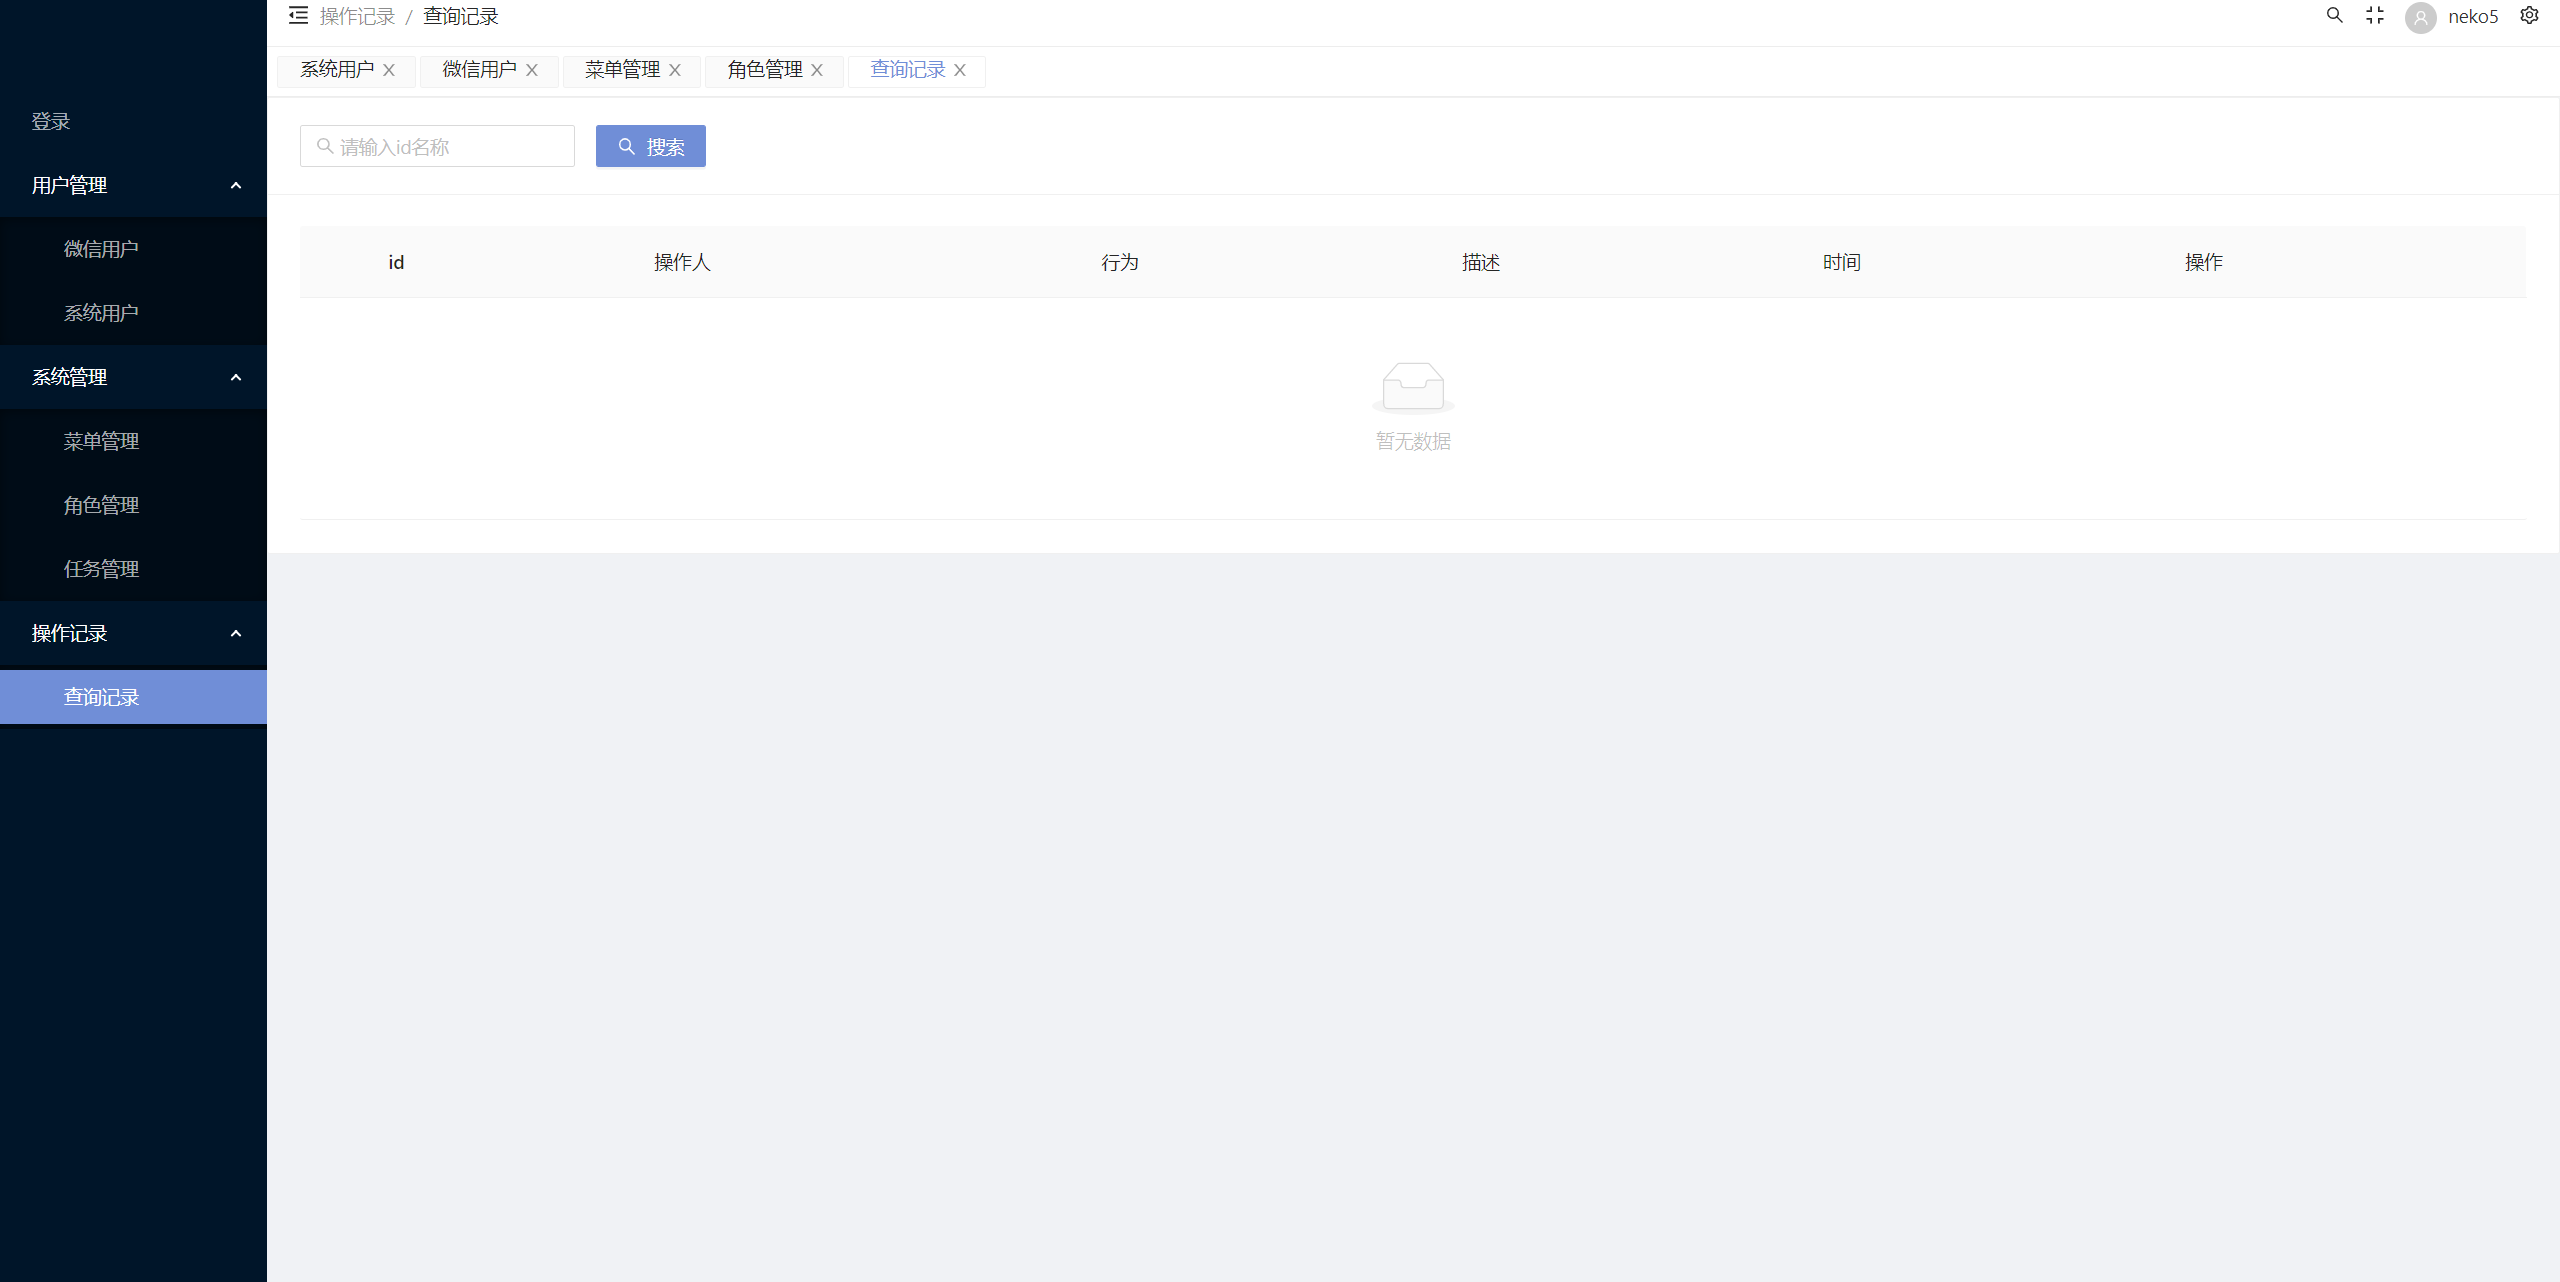 登录
用户管理
微信用户
系统用户
系统管理
菜单管理
角色管理
任务管理
操作记录
查询记录
操作记录 / 查询记录
neko5
系统用户 X 微信用户 X 菜单管理 X 角色管理 X 查询记录 X
请输入id名称 搜索
id 操作人 行为 描述 时间 操作
暂无数据